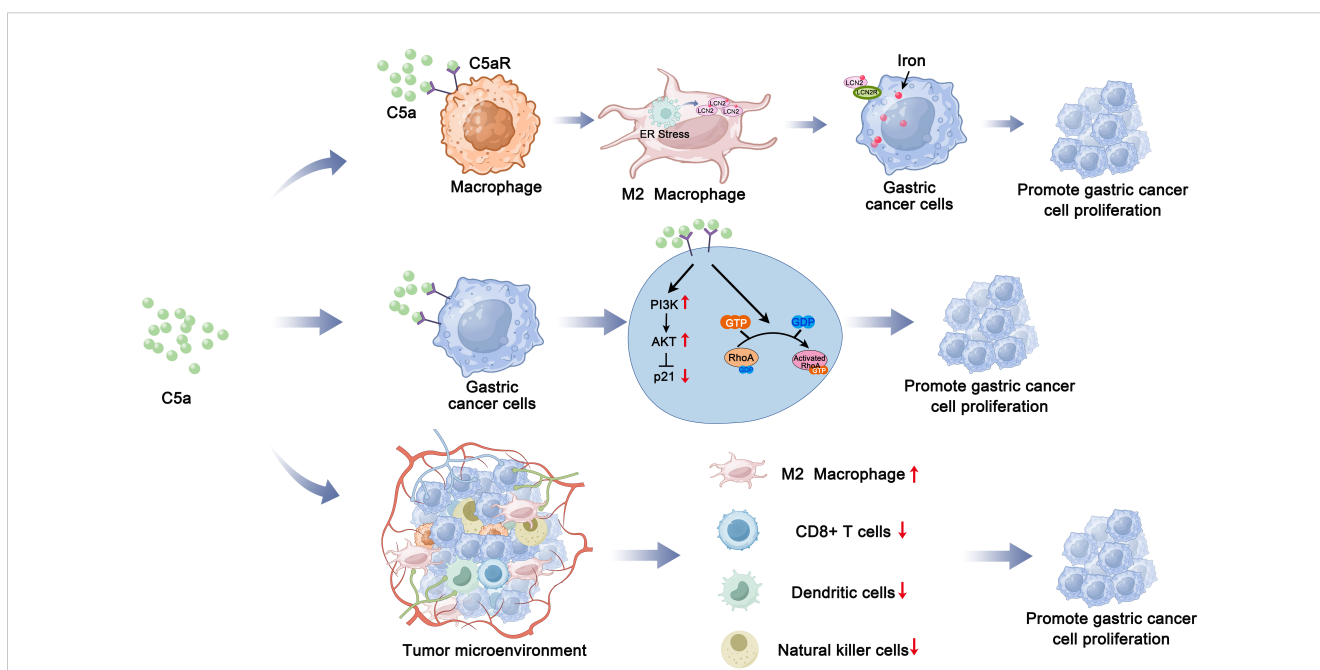 C5aR
C5a
Macrophage
ER Stress
LCN2
LCN2
LCN2
M2 Macrophage
LCN2
LCN2R
Iron
Gastric
cancer cells
Promote gastric cancer
cell proliferation
C5a
Gastric
cancer cells
PI3K
AKT
p21
GTP
GDP
RhoA
GDP
Activated
RhoA
GTP
Promote gastric cancer
cell proliferation
Tumor microenvironment
M2 Macrophage
CD8+ T cells
Dendritic cells
Natural killer cells
Promote gastric cancer
cell proliferation